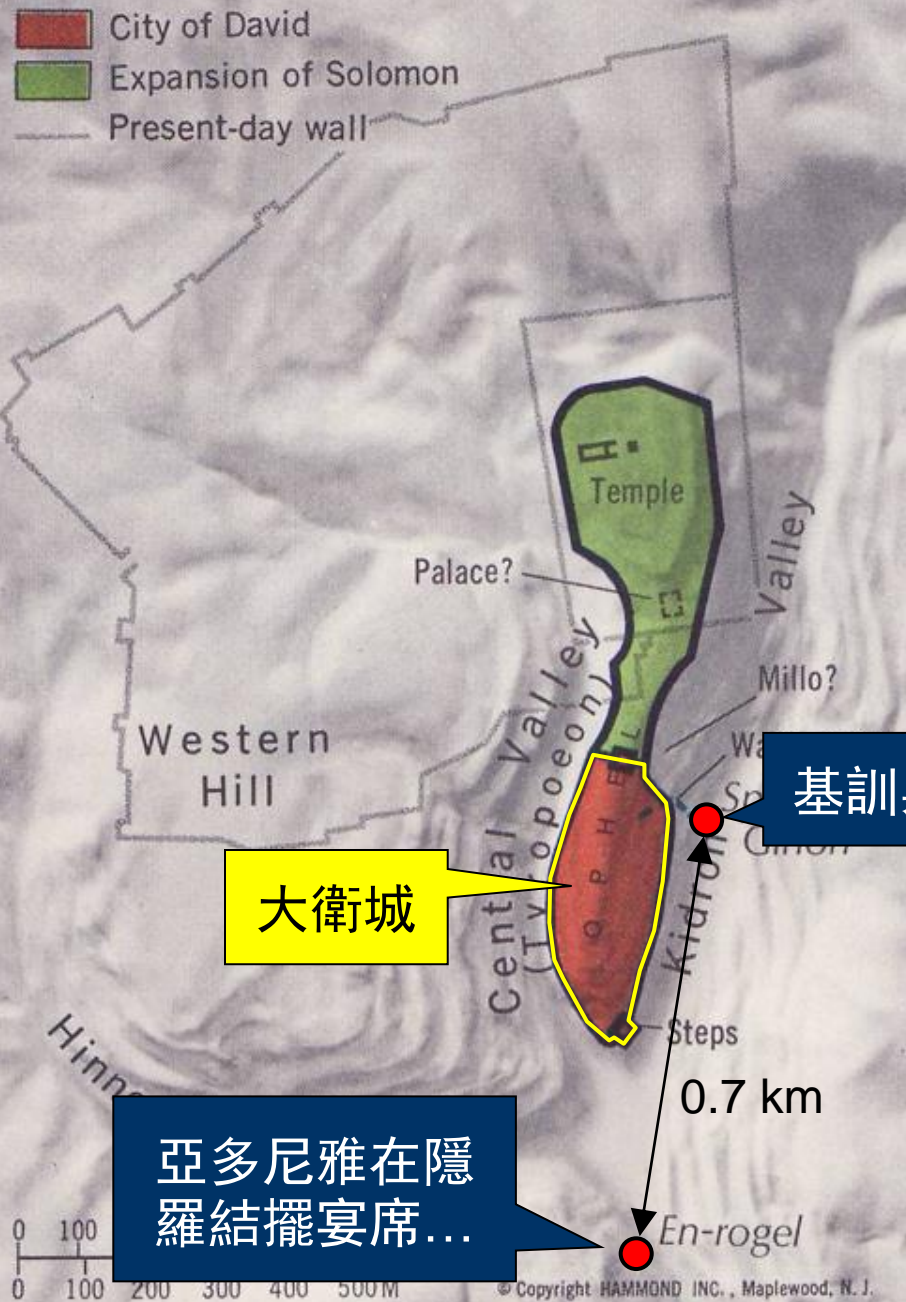 City of David
Expansion of Solomon
Present-day wall
Temple
Palace?
Valley
Millo?
Western
Hill
Central Valley
(Tyropoeon)
OPHEL
基訓
Kidron
大衛城
Steps
0.7 km
亞多尼雅在隱
羅結擺宴席...
En-rogel
0 100
0 100 200 300 400 500M
© Copyright HAMMOND INC., Maplewood, N. J.